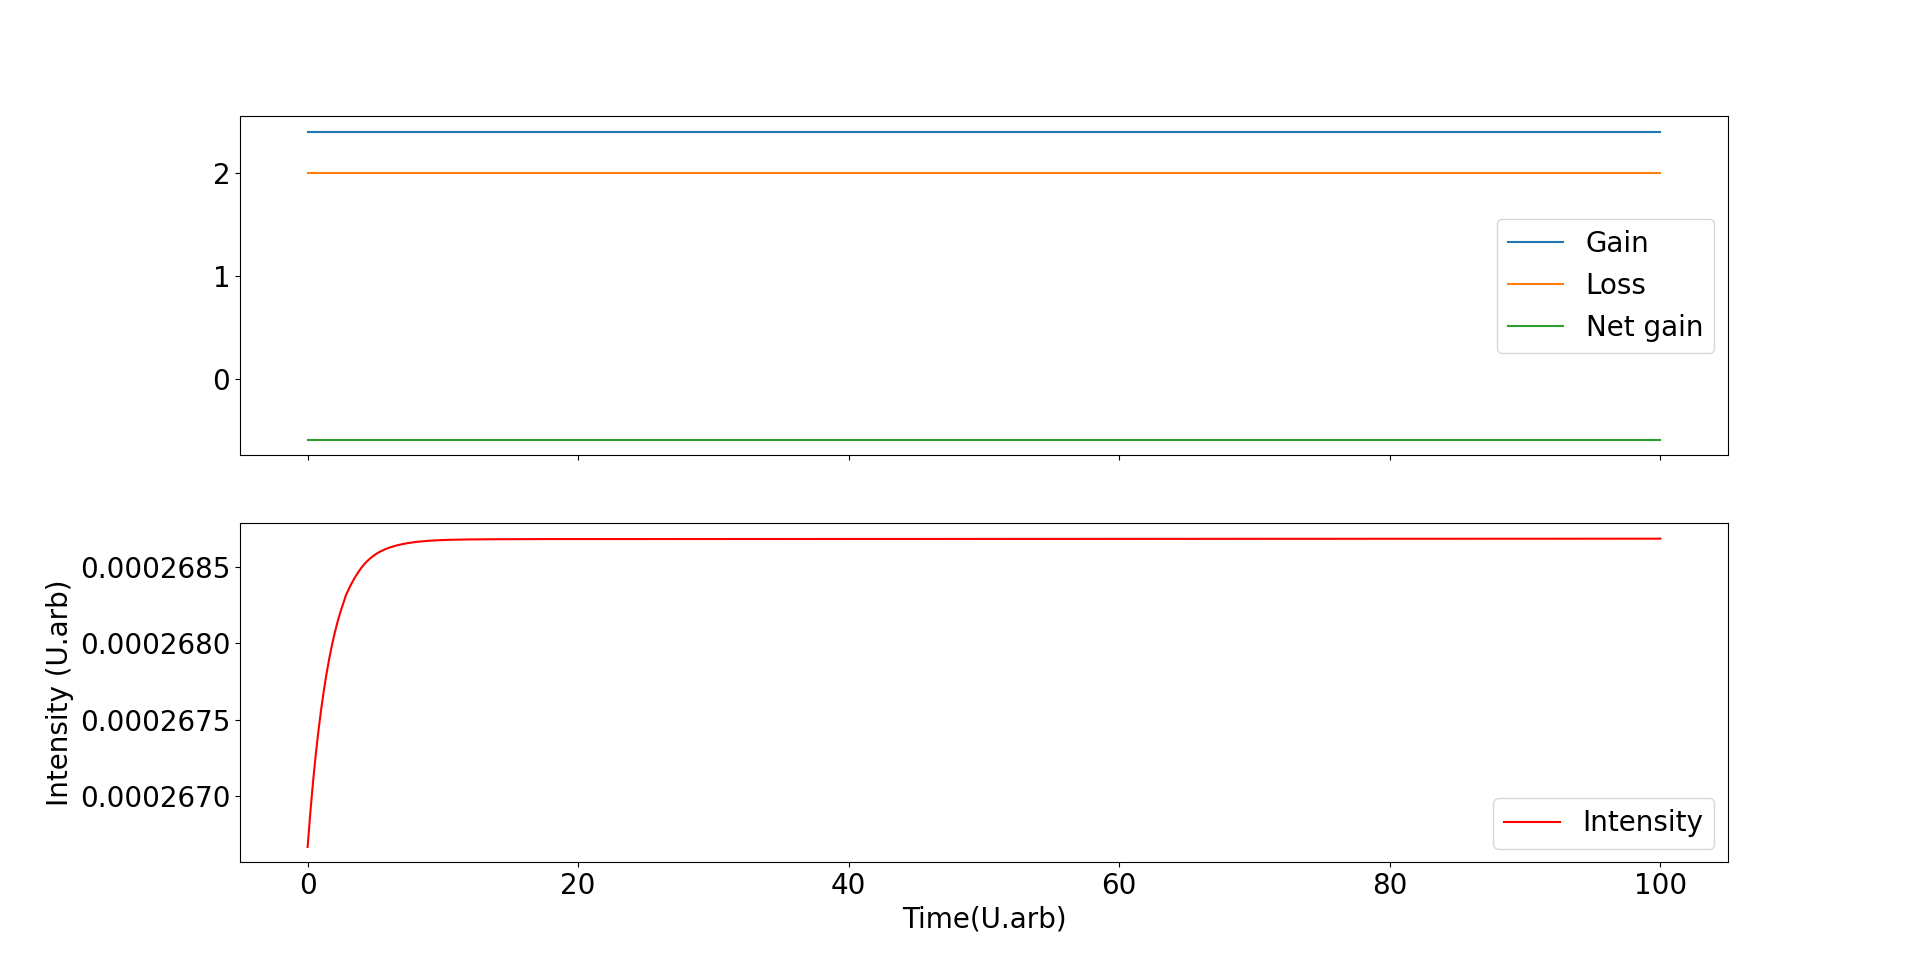 2
1
0
Gain
Loss
Net gain
0.0002685
0.0002680
0.0002675
0.0002670
Intensity (U.arb)
Intensity
0 20 40 60 80 100
Time(U.arb)